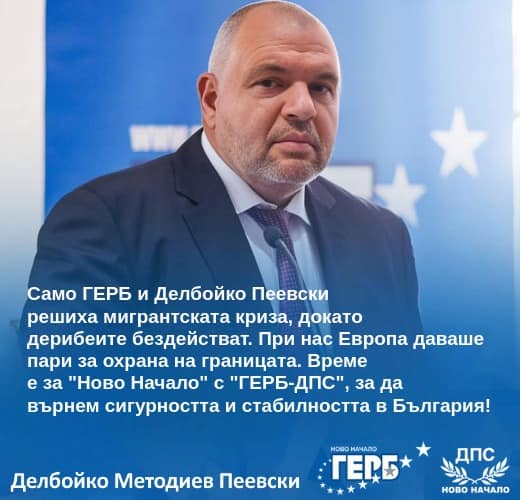 www.
Само ГЕРБ и Делбойко Пеевски
решиха мигрантската криза, докато
дерибеите бездействат. При нас Европа даваше
пари за охрана на границата. Време
е за "Ново Начало" с "ГЕРБ-ДПС", за да
върнем сигурността и стабилността в България!
НОВО НАЧАЛО
ГЕРБ
ДПС
НОВО НАЧАЛО
Делбойко Методиев Пеевски